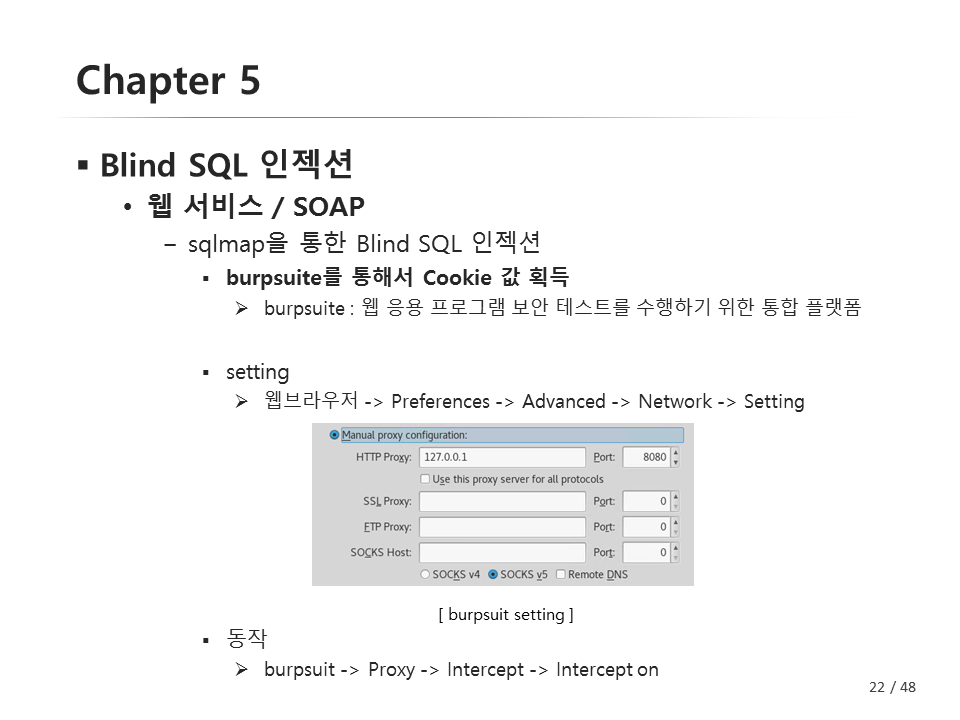 Chapter 5
▪ Blind SQL 인젝션
• 웹 서비스 / SOAP
– sqlmap을 통한 Blind SQL 인젝션
▪ burpsuite를 통해서 Cookie 값 획득
➢ burpsuite : 웹 응용 프로그램 보안 테스트를 수행하기 위한 통합 플랫폼
▪ setting
➢ 웹브라우저 -> Preferences -> Advanced -> Network -> Setting
Manual proxy configuration:
HTTP Proxy: 127.0.0.1 Port: 8080
Use this proxy server for all protocols
SSL Proxy: Port: 0
FTP Proxy: Port: 0
SOCKS Host: Port: 0
SOCKS v4 SOCKS v5 Remote DNS
[ burpsuit setting ]
▪ 동작
➢ burpsuit -> Proxy -> Intercept -> Intercept on
22 / 48